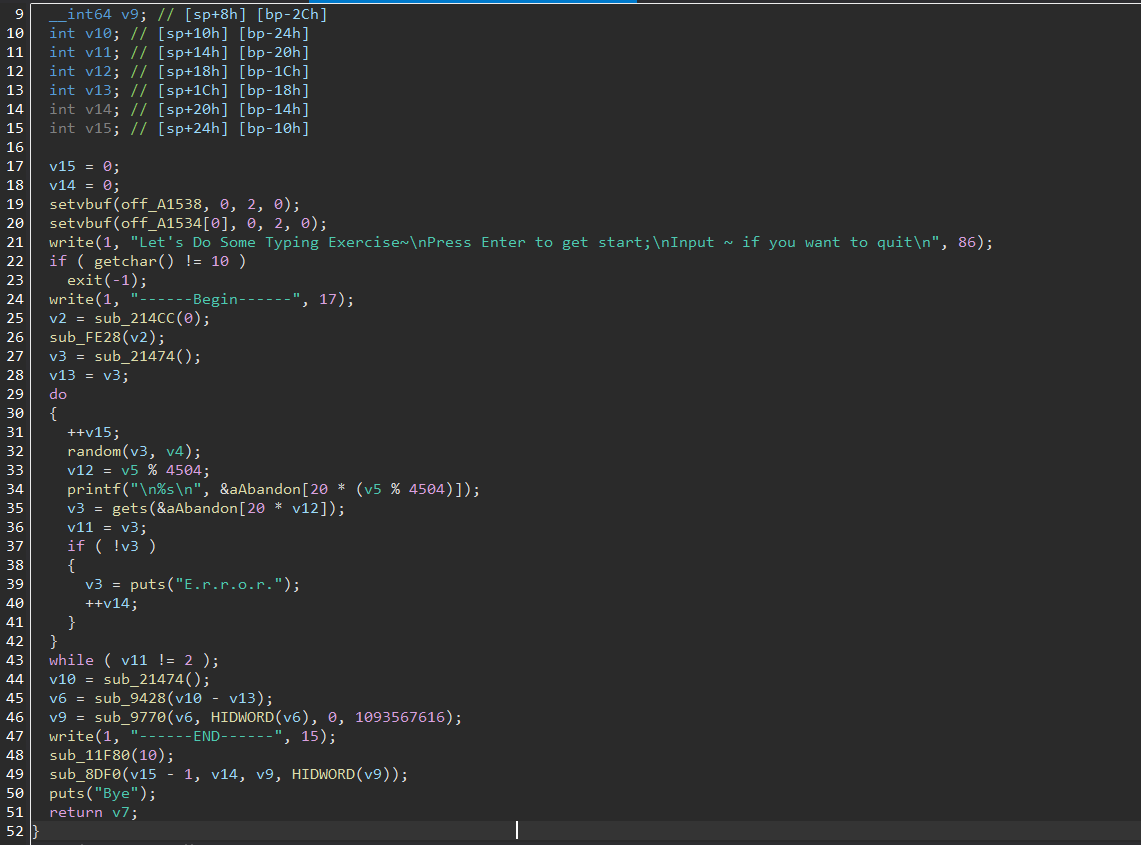 9 __int64 v9; // [sp+8h] [bp-2Ch]
10 int v10; // [sp+10h] [bp-24h]
11 int v11; // [sp+14h] [bp-20h]
12 int v12; // [sp+18h] [bp-1Ch]
13 int v13; // [sp+1Ch] [bp-18h]
14 int v14; // [sp+20h] [bp-14h]
15 int v15; // [sp+24h] [bp-10h]
16
17 v15 = 0;
18 v14 = 0;
19 setvbuf(off_A1538, 0, 2, 0);
20 setvbuf(off_A1534[0], 0, 2, 0);
21 write(1, "Let's Do Some Typing Exercise~\nPress Enter to get start;\nInput ~ if you want to quit\n", 86);
22 if ( getchar() != 10 )
23 exit(-1);
24 write(1, "------Begin------", 17);
25 v2 = sub_214CC(0);
26 sub_FE28(v2);
27 v3 = sub_21474();
28 v13 = v3;
29 do
30 {
31 ++v15;
32 random(v3, v4);
33 v12 = v5 % 4504;
34 printf("\n%s\n", &aAbandon[20 * (v5 % 4504)]);
35 v3 = gets(&aAbandon[20 * v12]);
36 v11 = v3;
37 if ( !v3 )
38 {
39 v3 = puts("E.r.r.o.r.");
40 ++v14;
41 }
42 }
43 while ( v11 != 2 );
44 v10 = sub_21474();
45 v6 = sub_9428(v10 - v13);
46 v9 = sub_9770(v6, HIDWORD(v6), 0, 1093567616);
47 write(1, "------END------", 15);
48 sub_11F80(10);
49 sub_8DF0(v15 - 1, v14, v9, HIDWORD(v9));
50 puts("Bye");
51 return v7;
52 }